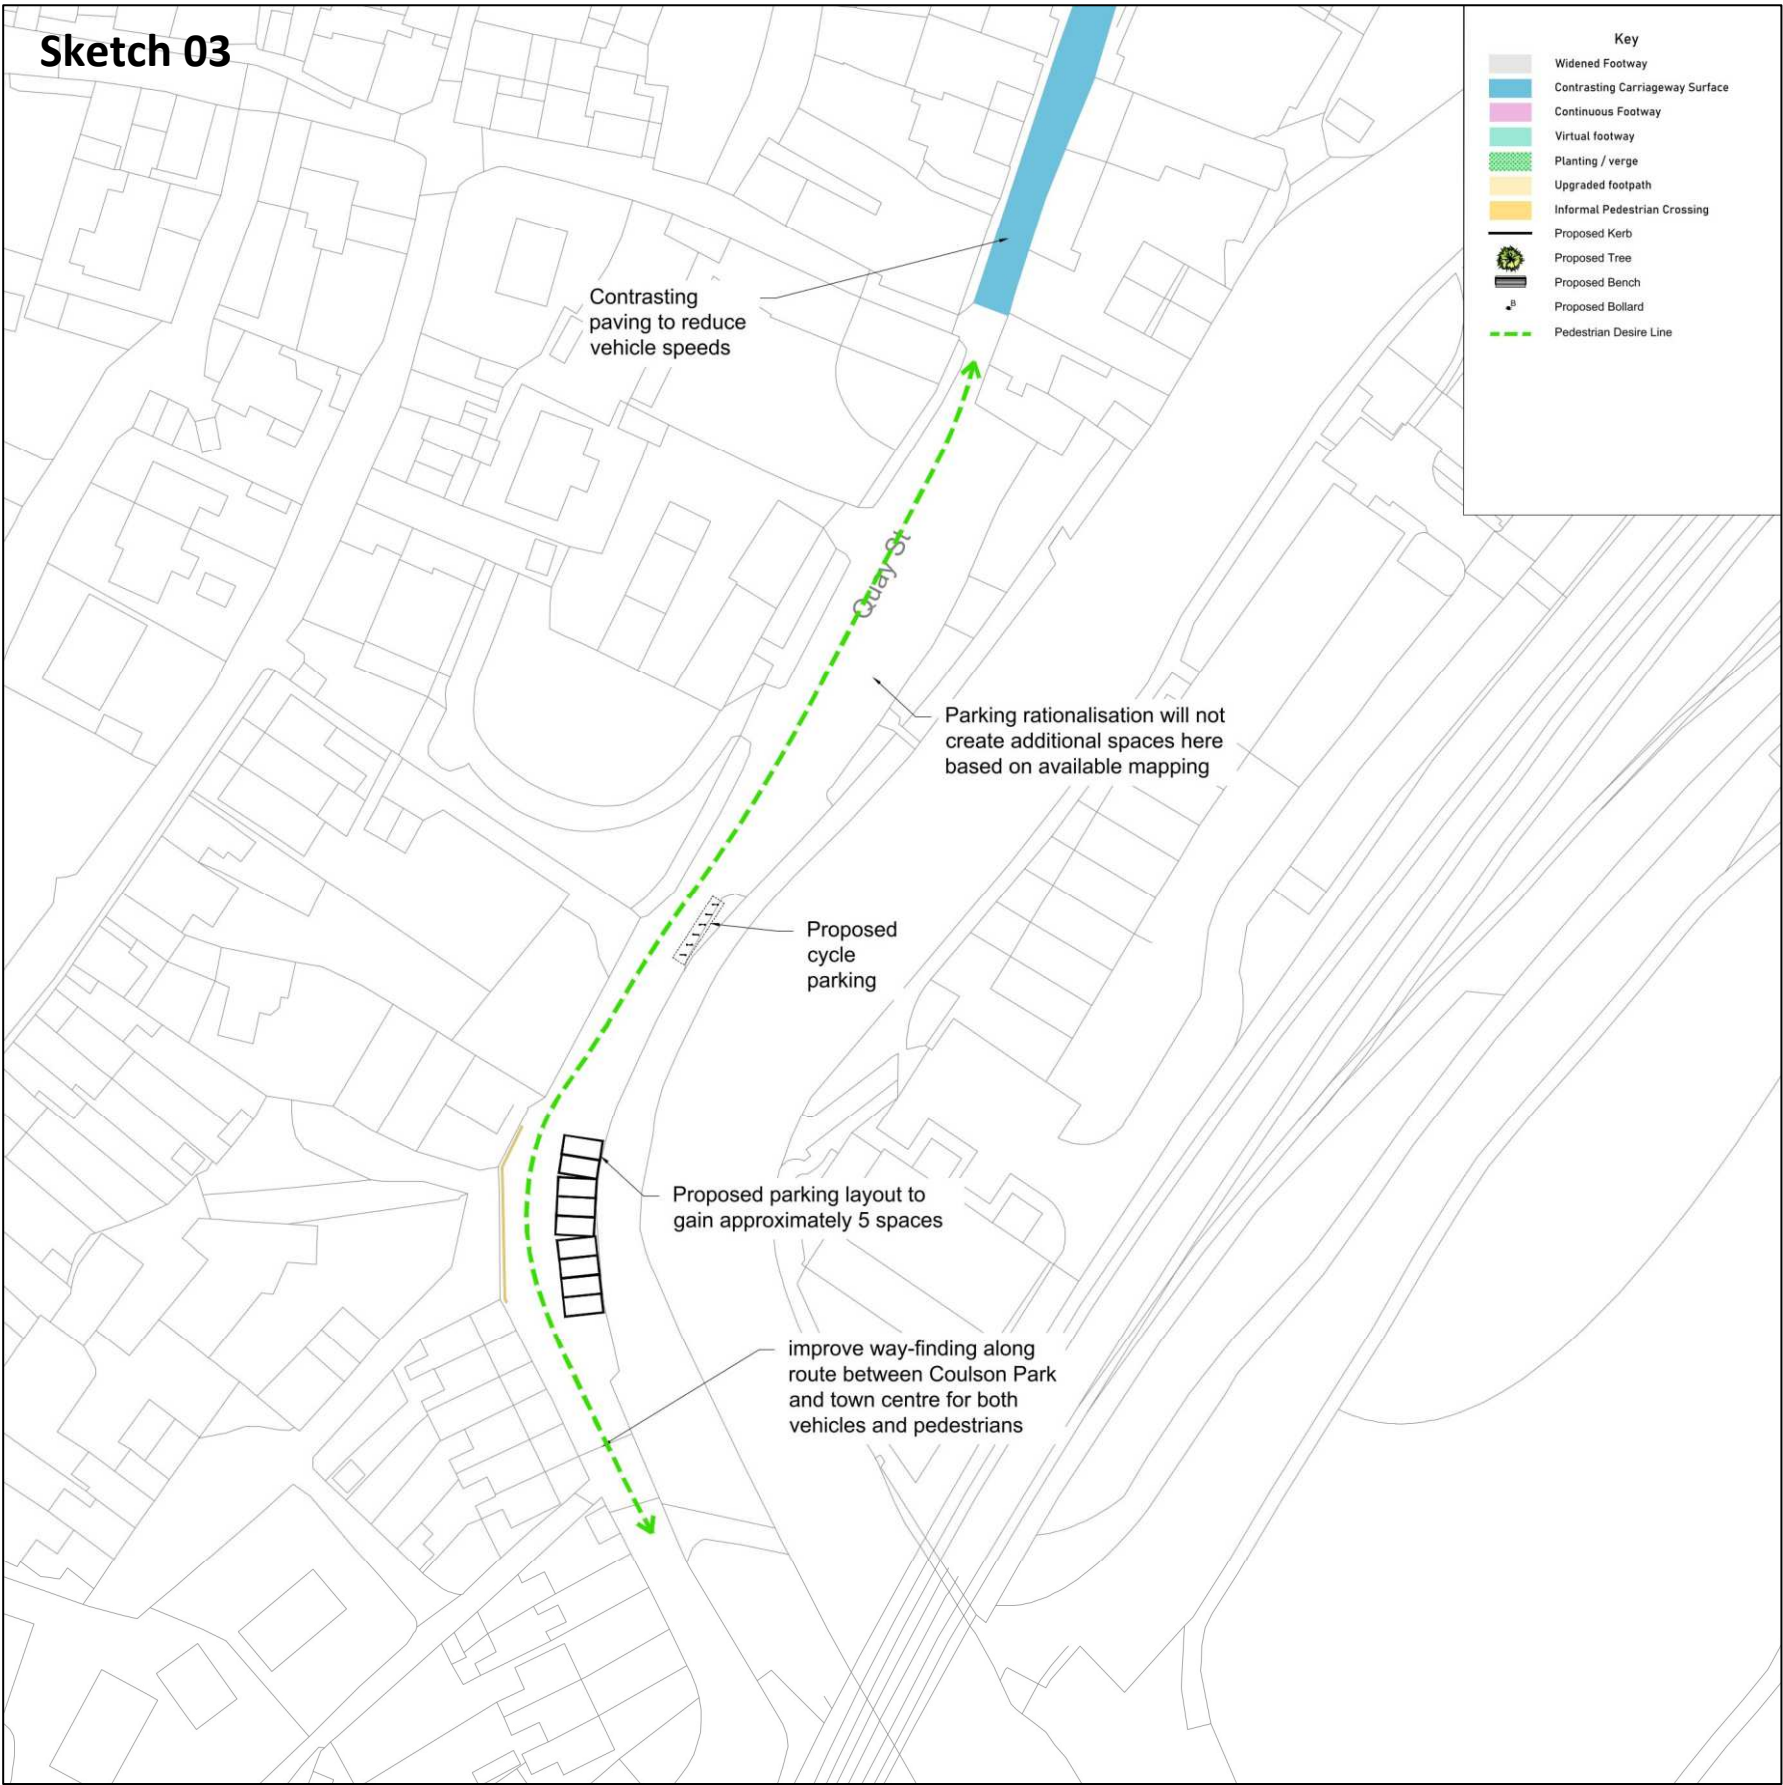 Sketch 03
Key
Widened Footway
Contrasting Carriageway Surface
Continuous Footway
Virtual footway
Planting / verge
Upgraded footpath
Informal Pedestrian Crossing
Proposed Kerb
Proposed Tree
Proposed Bench
B
Proposed Bollard
Pedestrian Desire Line
Contrasting
paving to reduce
vehicle speeds
Quay St
Parking rationalisation will not
create additional spaces here
based on available mapping
Proposed
cycle
parking
Proposed parking layout to
gain approximately 5 spaces
improve way-finding along
route between Coulson Park
and town centre for both
vehicles and pedestrians